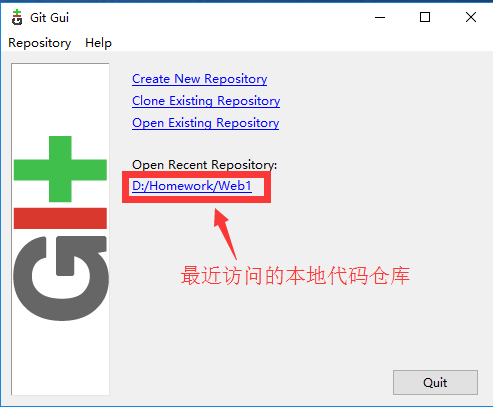 Git Gui
Repository Help
Create New Repository
Clone Existing Repository
Open Existing Repository
Open Recent Repository:
D:/Homework/Web1
最近访问的本地代码仓库
GIt
Quit